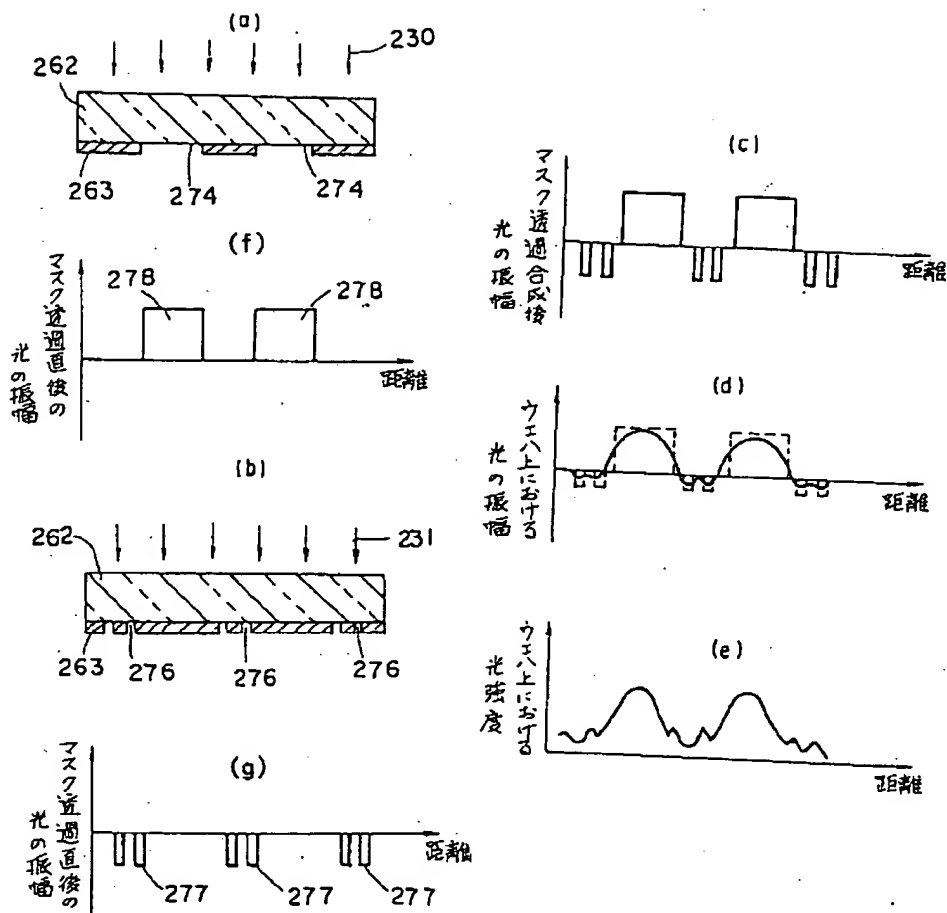 (a)
230
262
263
274
274
(f)
マスク透過直後の
光の振幅
278
278
距離
(b)
262
231
263
276
276
276
(g)
マスク透過直後の
光の振幅
距離
277
277
277
(c)
マスク透過合成後
光の振幅
距離
(d)
ウエハ上における
光の振幅
距離
(e)
ウエハ上における
光強度
距離